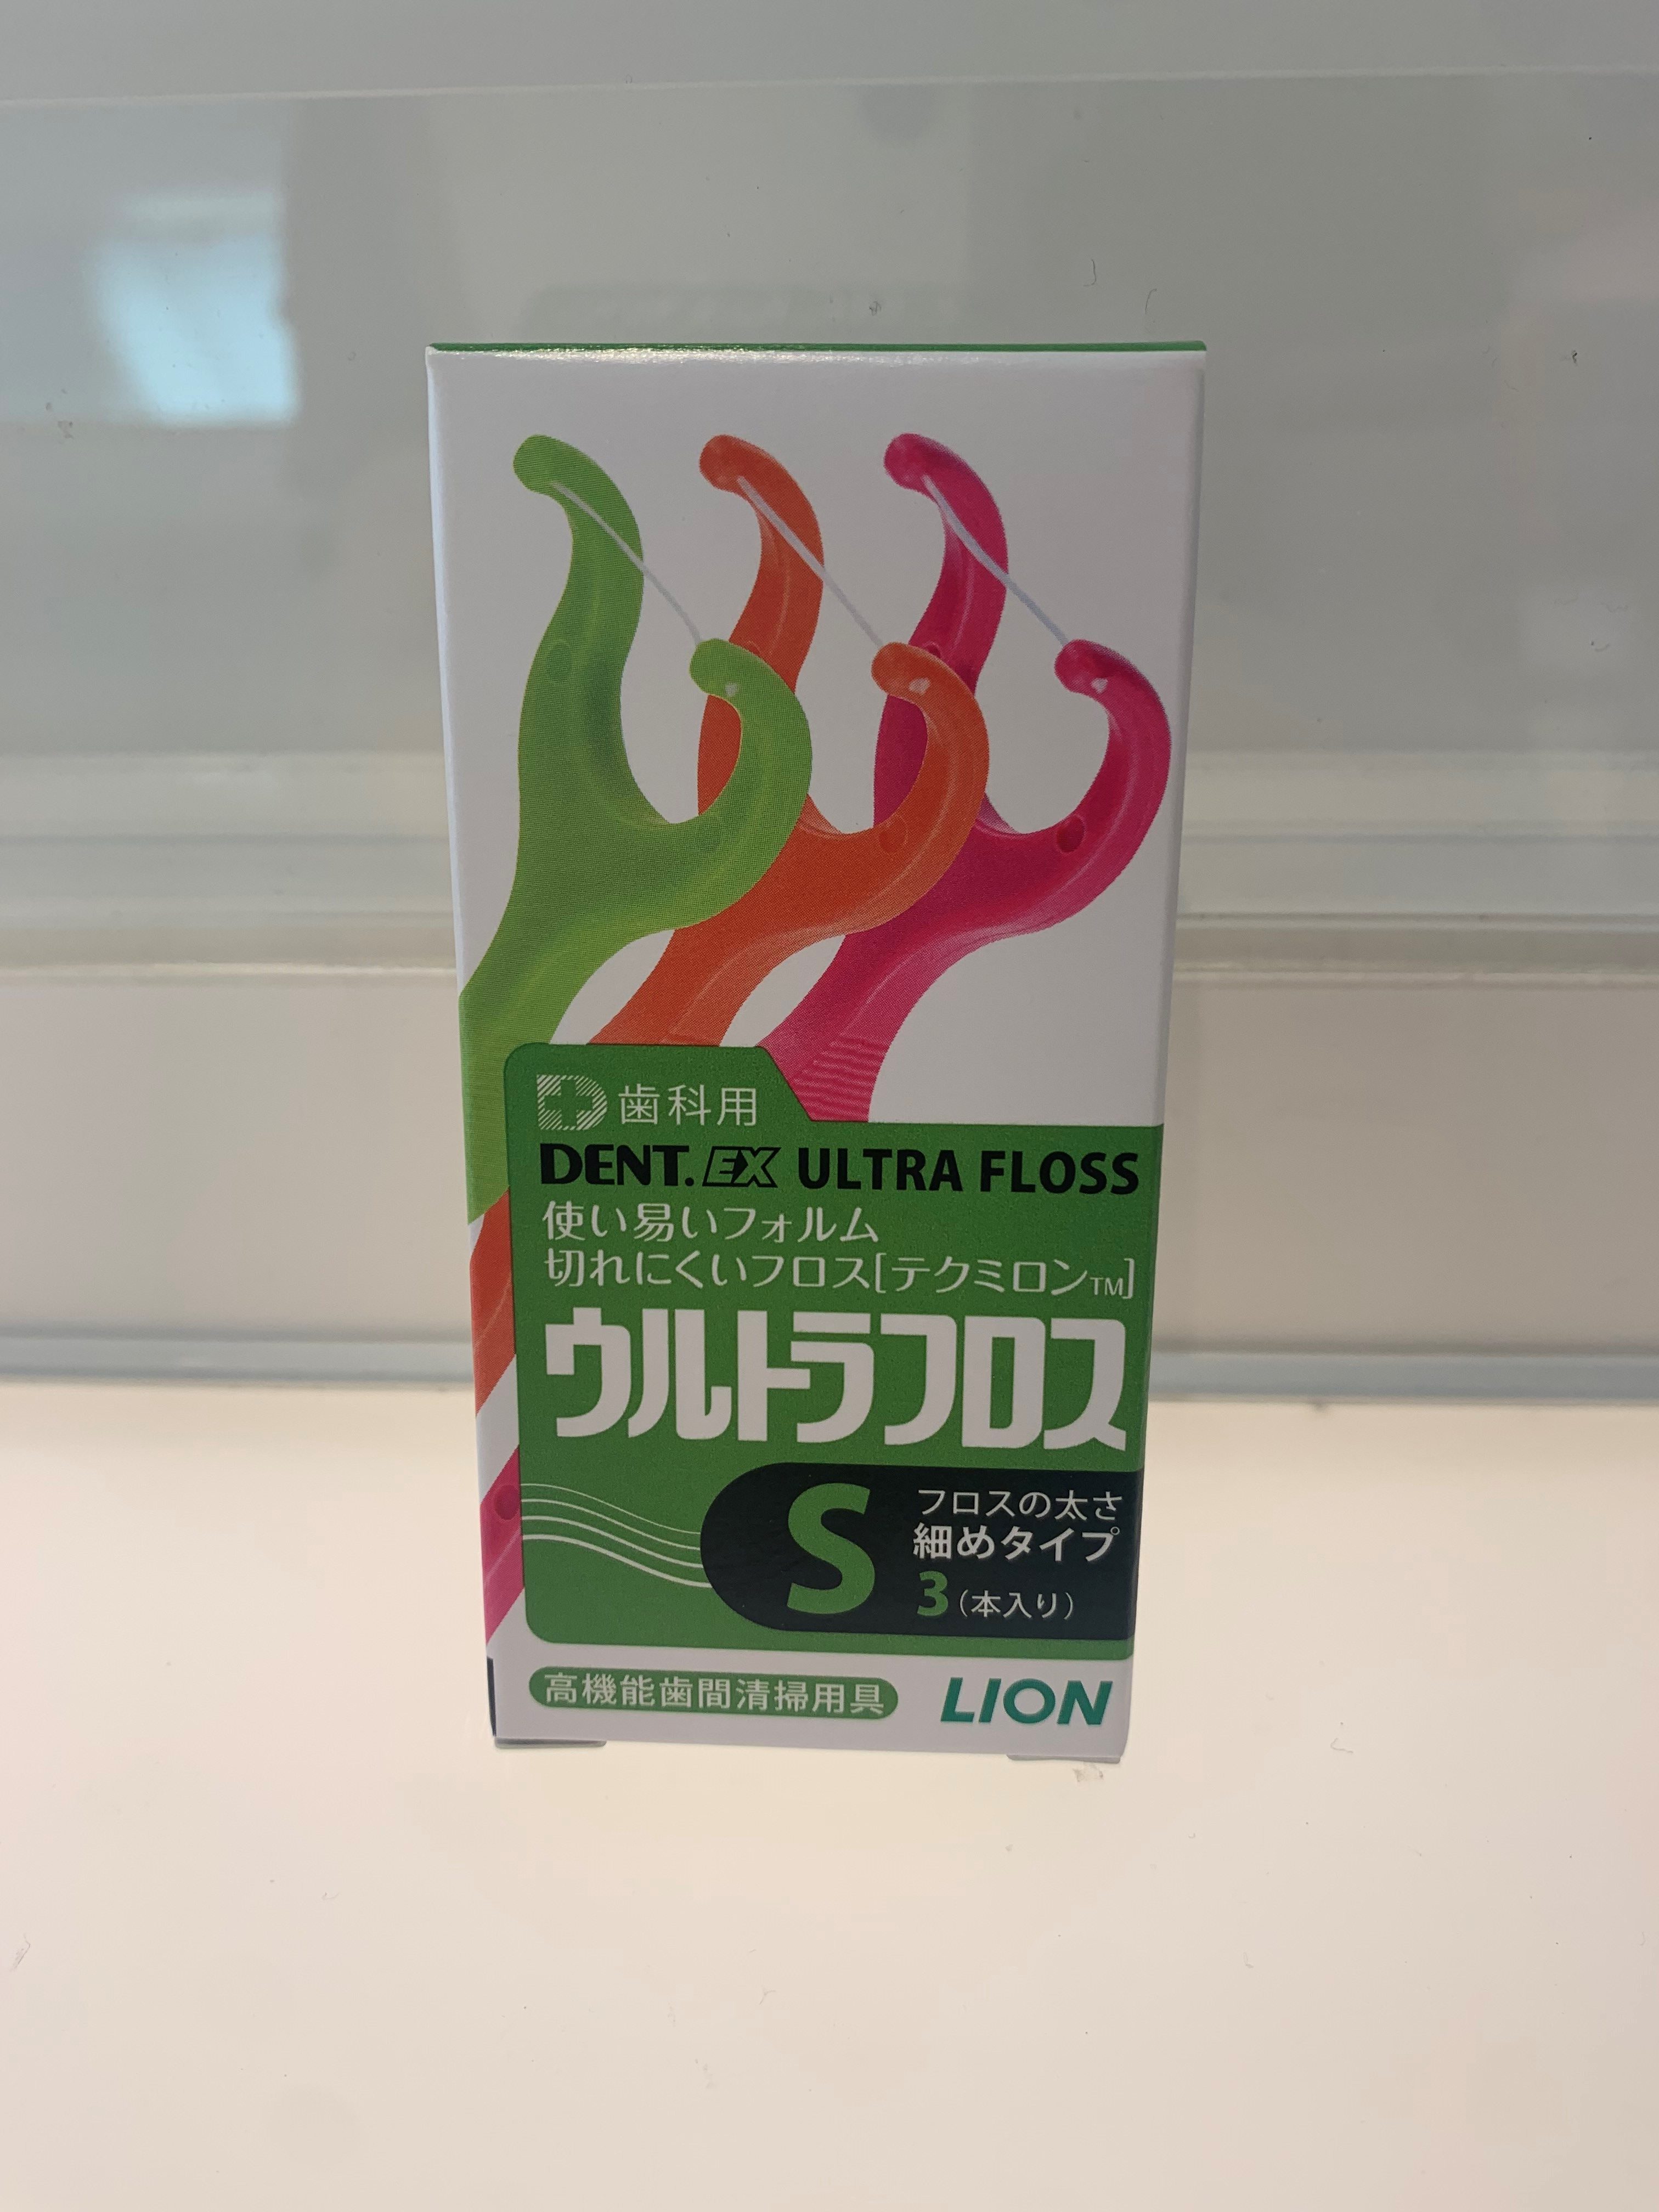 歯科用
DENT.EX ULTRA FLOSS
使い易いフォルム
切れにくいフロス[テクミロン™]
ウルトラフロス
S
フロスの太さ
細めタイプ
3(本入り)
高機能歯間清掃用具
LION